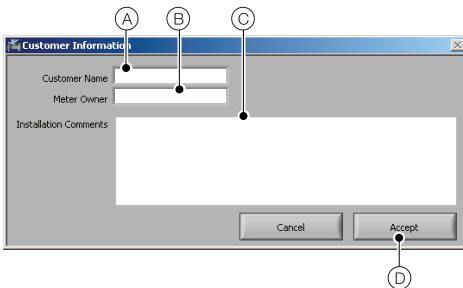 A B C
Customer Information
Customer Name
Meter Owner
Installation Comments
Cancel Accept
D